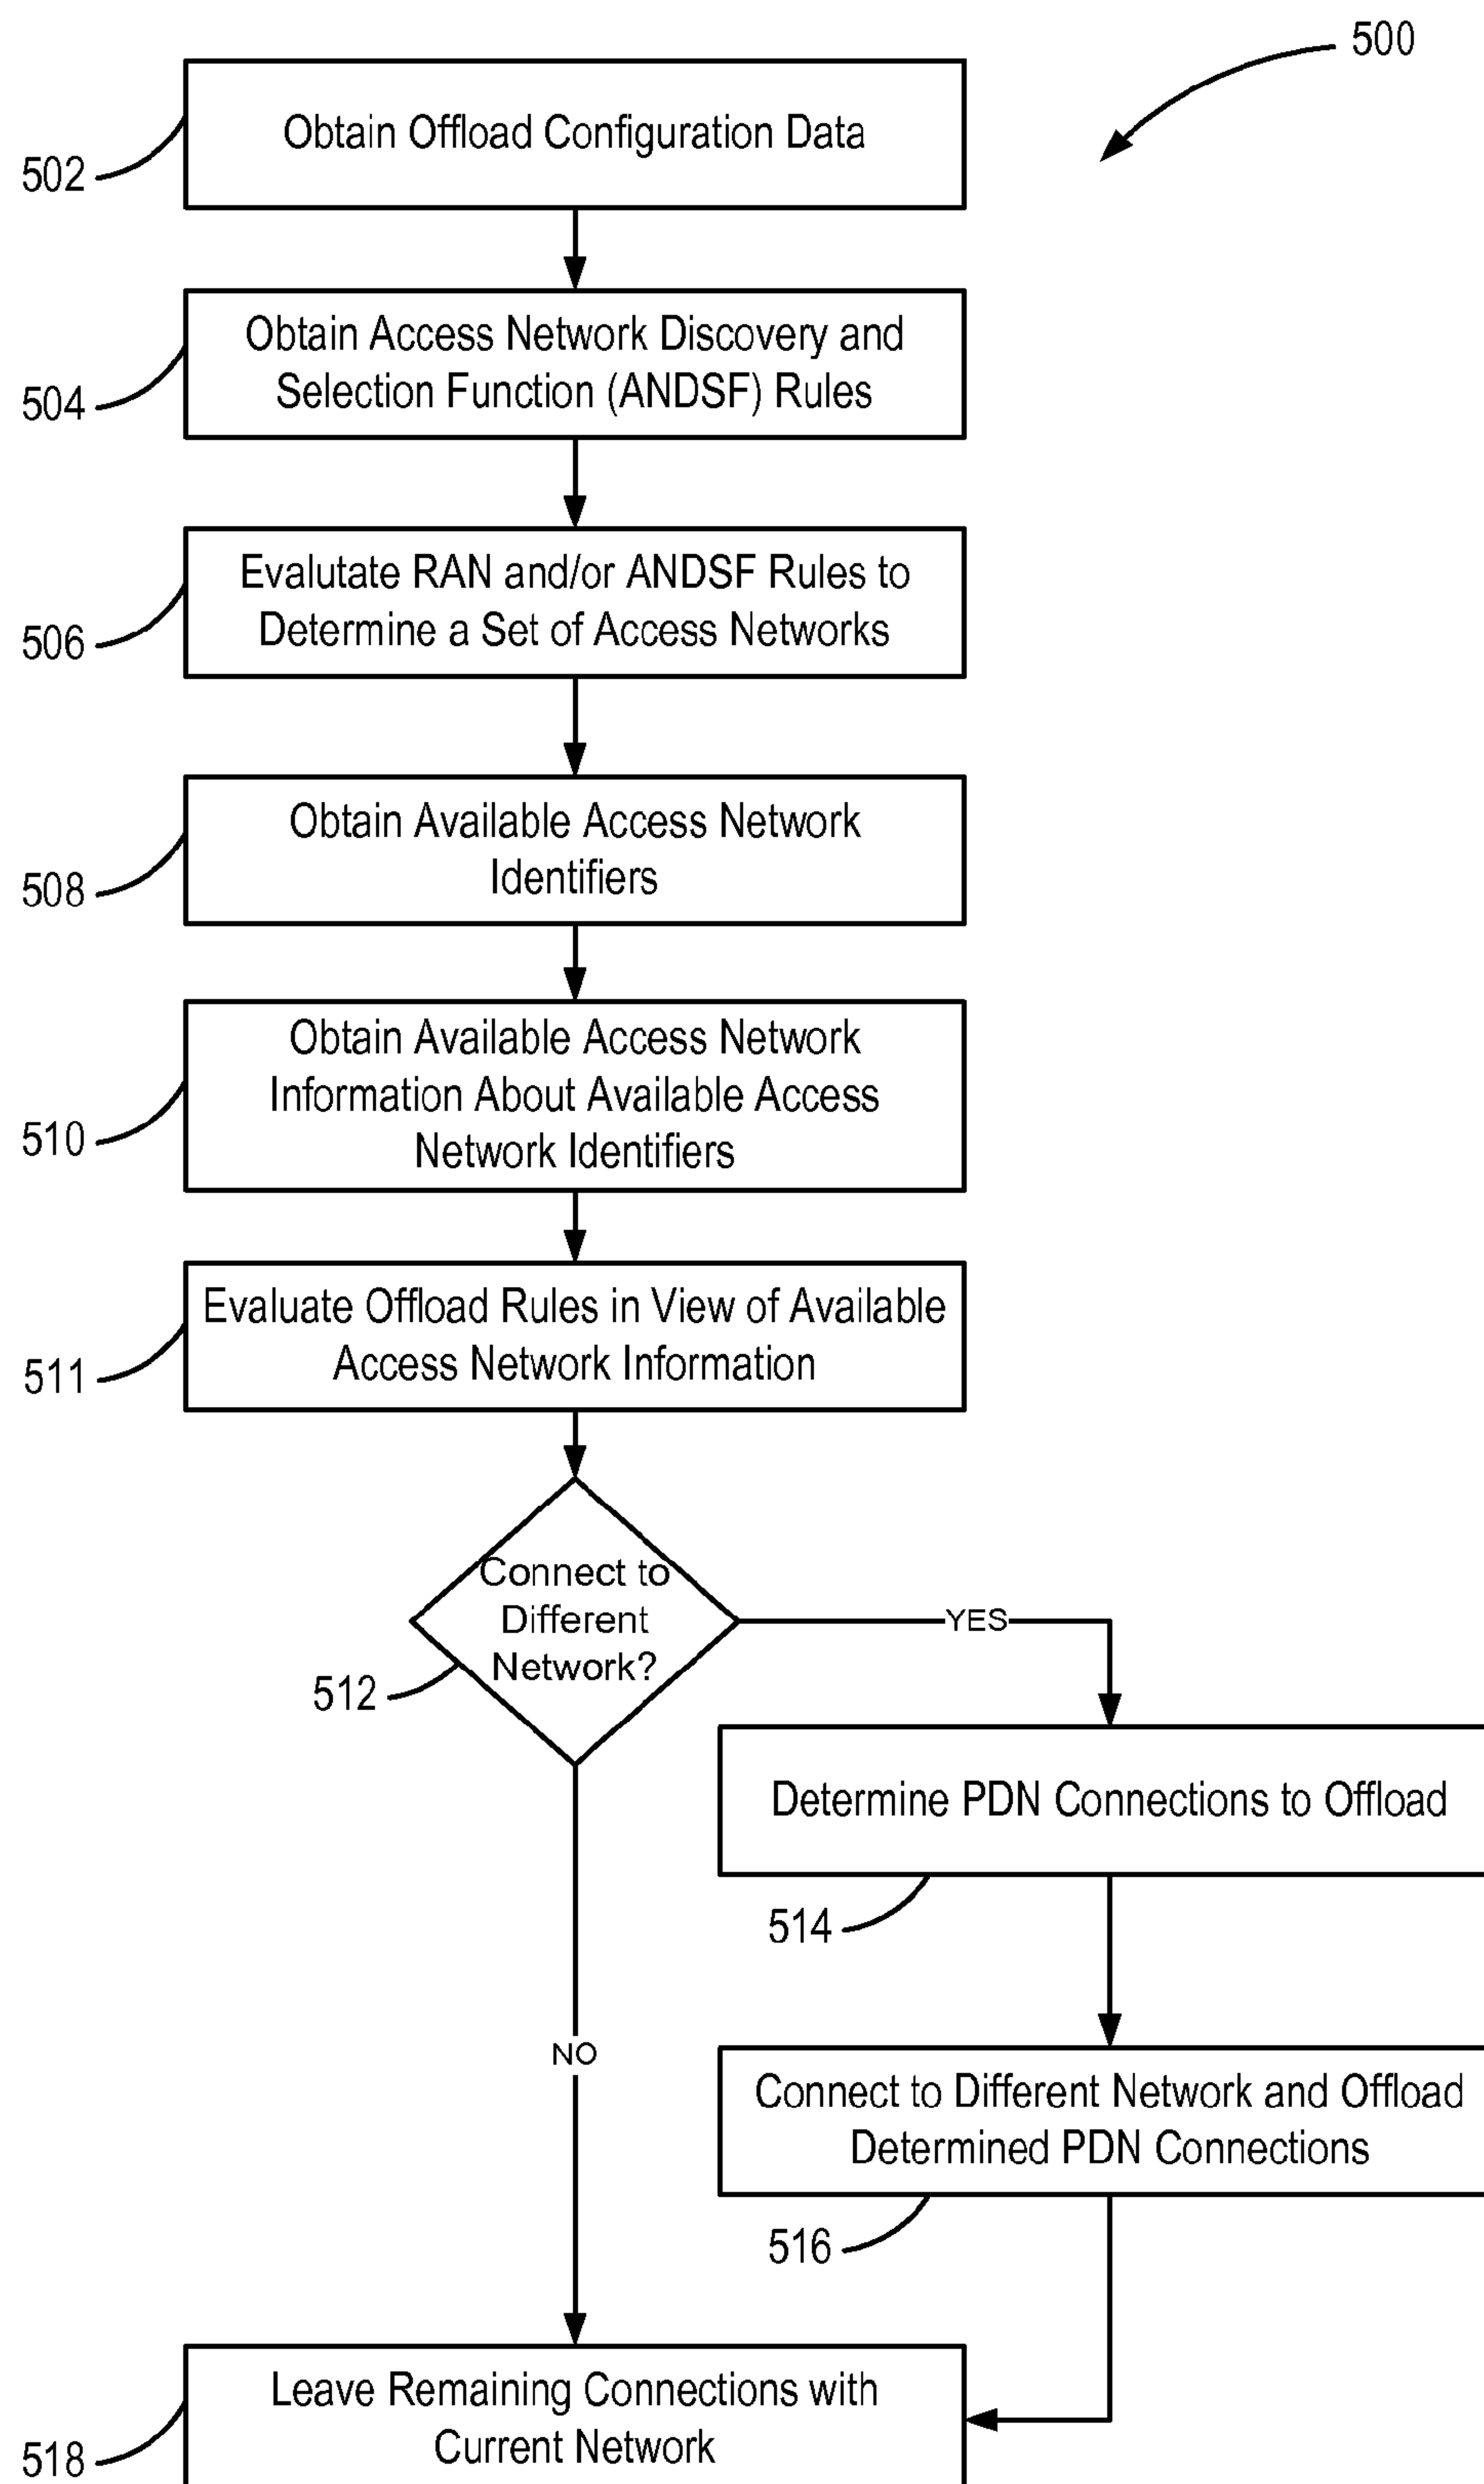 500
Obtain Offload Configuration Data
502
Obtain Access Network Discovery and
Selection Function (ANDSF) Rules
504
Evalutate RAN and/or ANDSF Rules to
Determine a Set of Access Networks
506
Obtain Available Access Network
Identifiers
508
Obtain Available Access Network
Information About Available Access
Network Identifiers
510
Evaluate Offload Rules in View of Available
Access Network Information
511
Connect to
Different
Network?
512
YES
Determine PDN Connections to Offload
514
NO
Connect to Different Network and Offload
Determined PDN Connections
516
Leave Remaining Connections with
Current Network
518